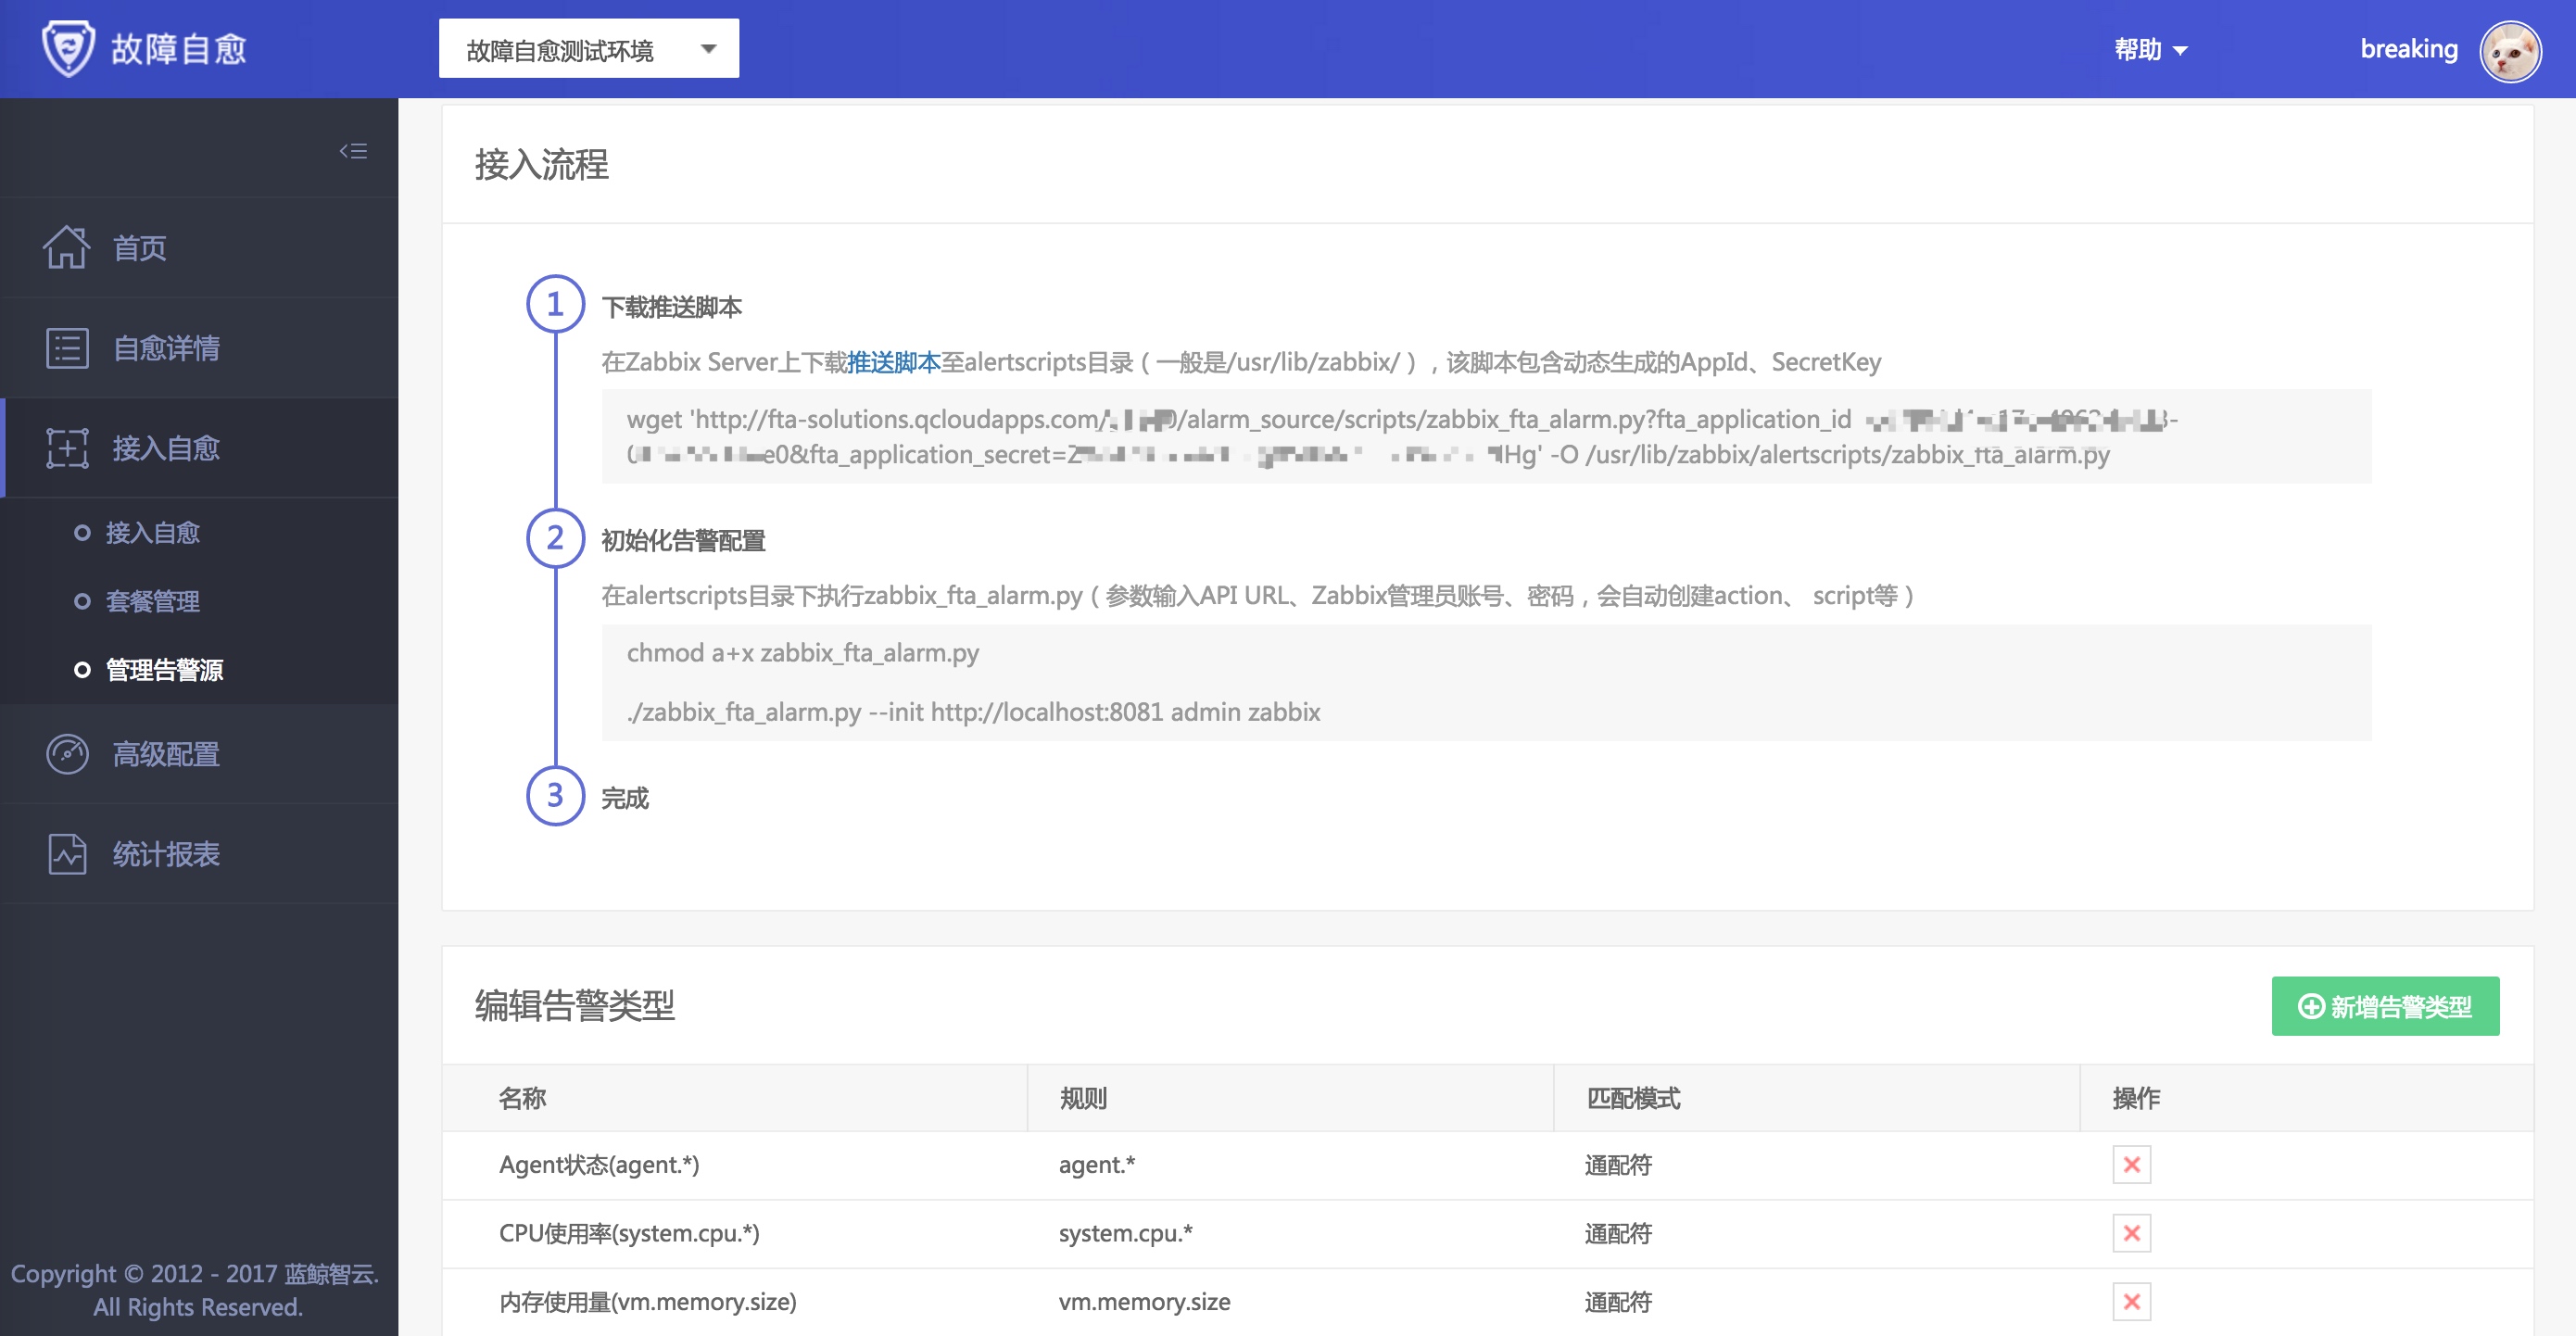 故障自愈
故障自愈测试环境
帮助
breaking
首页
自愈详情
接入自愈
接入自愈
套餐管理
管理告警源
高级配置
统计报表
Copyright © 2012 - 2017 蓝鲸智云.
All Rights Reserved.
接入流程
1 下载推送脚本
在Zabbix Server上下载推送脚本至alertscripts目录（一般是/usr/lib/zabbix/），该脚本包含动态生成的AppId、SecretKey
wget 'http://fta-solutions.qcloudapps.com/ /alarm_source/scripts/zabbix_fta_alarm.py?fta_application_id
e0&fta_application_secret=Z Hg' -O /usr/lib/zabbix/alertscripts/zabbix_fta_alarm.py
2 初始化告警配置
在alertscripts目录下执行zabbix_fta_alarm.py（参数输入API URL、Zabbix管理员账号、密码，会自动创建action、 script等）
chmod a+x zabbix_fta_alarm.py
./zabbix_fta_alarm.py --init http://localhost:8081 admin zabbix
3 完成
编辑告警类型
新增告警类型
名称 规则 匹配模式 操作
Agent状态(agent.*) agent.* 通配符
CPU使用率(system.cpu.*) system.cpu.* 通配符
内存使用量(vm.memory.size) vm.memory.size 通配符